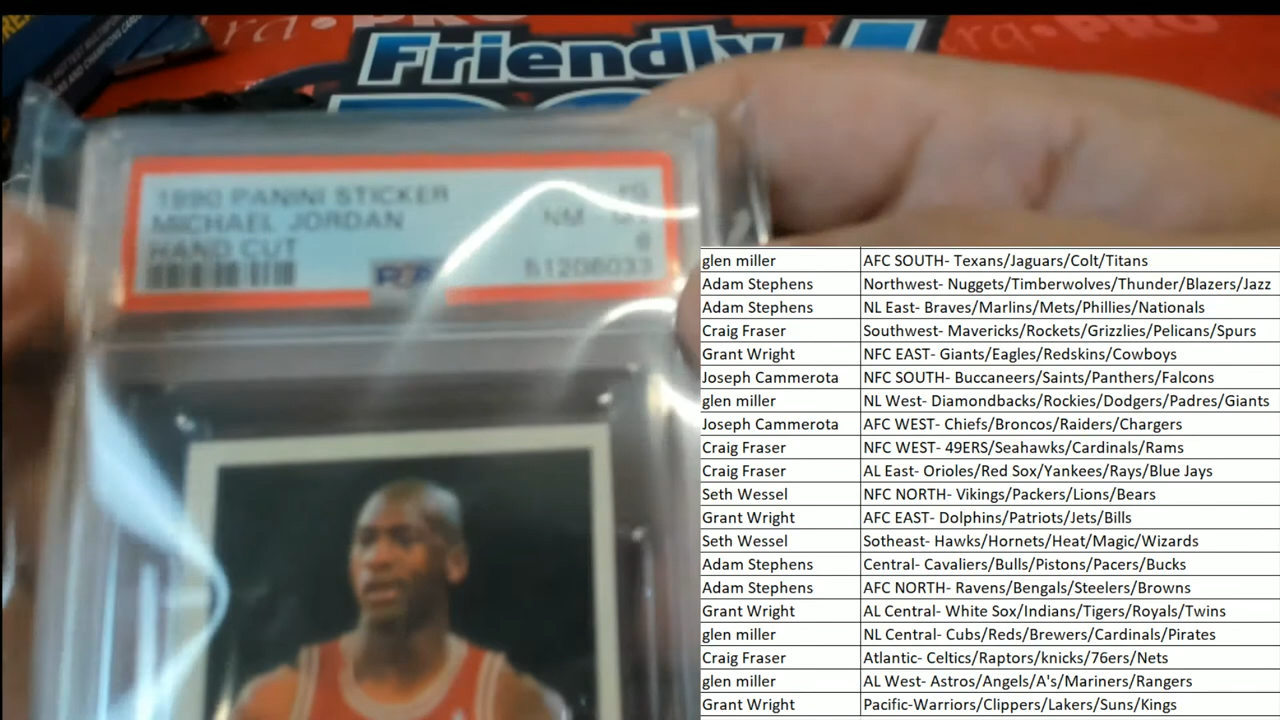 Friendly
1990 PANINI STICKER
MICHAEL JORDAN
HAND CUT
NM
8
PSA
51206033
glen miller AFC SOUTH- Texans/Jaguars/Colt/Titans
Adam Stephens Northwest- Nuggets/Timberwolves/Thunder/Blazers/Jazz
Adam Stephens NL East- Braves/Marlins/Mets/Phillies/Nationals
Craig Fraser Southwest- Mavericks/Rockets/Grizzlies/Pelicans/Spurs
Grant Wright NFC EAST- Giants/Eagles/Redskins/Cowboys
Joseph Cammerota NFC SOUTH- Buccaneers/Saints/Panthers/Falcons
glen miller NL West- Diamondbacks/Rockies/Dodgers/Padres/Giants
Joseph Cammerota AFC WEST- Chiefs/Broncos/Raiders/Chargers
Craig Fraser NFC WEST- 49ERS/Seahawks/Cardinals/Rams
Craig Fraser AL East- Orioles/Red Sox/Yankees/Rays/Blue Jays
Seth Wessel NFC NORTH- Vikings/Packers/Lions/Bears
Grant Wright AFC EAST- Dolphins/Patriots/Jets/Bills
Seth Wessel Sotheast- Hawks/Hornets/Heat/Magic/Wizards
Adam Stephens Central- Cavaliers/Bulls/Pistons/Pacers/Bucks
Adam Stephens AFC NORTH- Ravens/Bengals/Steelers/Browns
Grant Wright AL Central- White Sox/Indians/Tigers/Royals/Twins
glen miller NL Central- Cubs/Reds/Brewers/Cardinals/Pirates
Craig Fraser Atlantic- Celtics/Raptors/knicks/76ers/Nets
glen miller AL West- Astros/Angels/A's/Mariners/Rangers
Grant Wright Pacific-Warriors/Clippers/Lakers/Suns/Kings